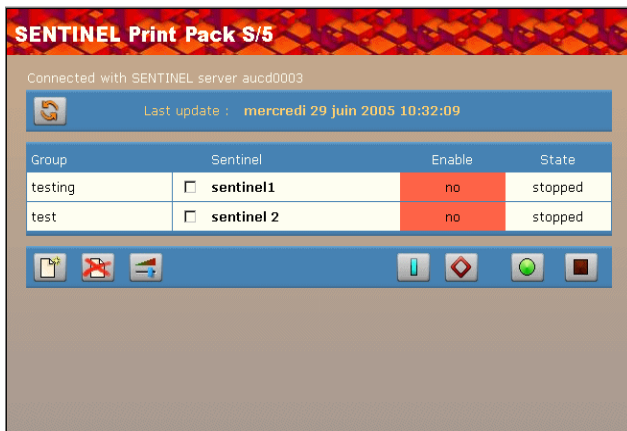 SENTINEL Print Pack S/5
Connected with SENTINEL server aucd0003
Last update : mercredi 29 juin 2005 10:32:09
Group Sentinel Enable State
testing sentinel1 no stopped
test sentinel 2 no stopped